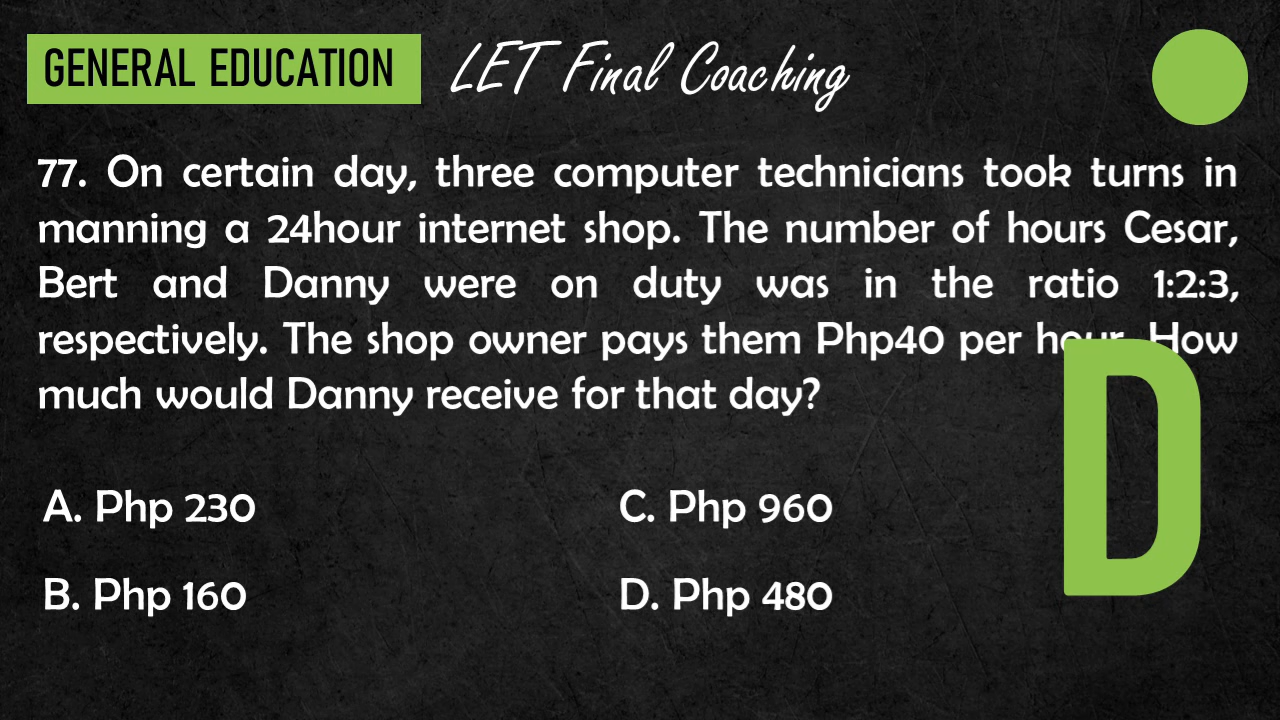 GENERAL EDUCATION
LET Final Coaching
77. On certain day, three computer technicians took turns in
manning a 24hour internet shop. The number of hours Cesar,
Bert and Danny were on duty was in the ratio 1:2:3,
respectively. The shop owner pays them Php40 per hour. How
much would Danny receive for that day?
A. Php 230
C. Php 960
B. Php 160
D. Php 480
D